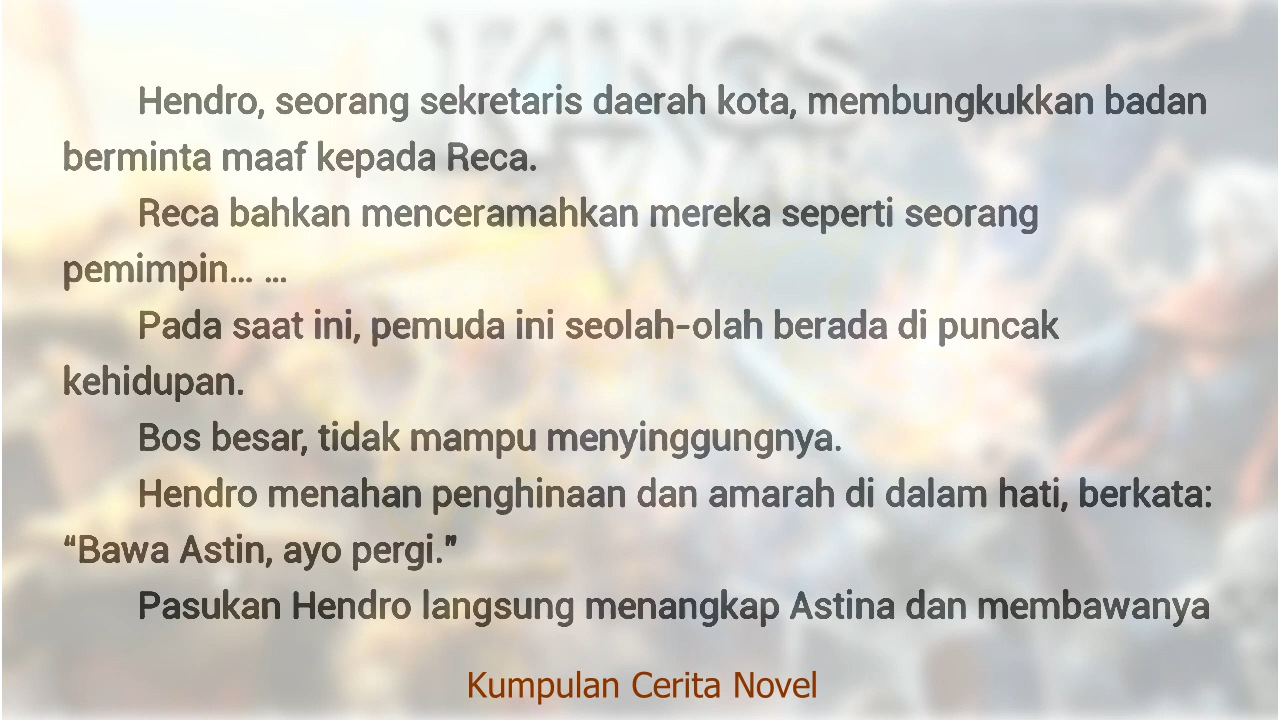 KINGS
WAR
Hendro, seorang sekretaris daerah kota, membungkukkan badan
berminta maaf kepada Reca.
Reca bahkan menceramahkan mereka seperti seorang
pemimpin... ...
Pada saat ini, pemuda ini seolah-olah berada di puncak
kehidupan.
Bos besar, tidak mampu menyinggungnya.
Hendro menahan penghinaan dan amarah di dalam hati, berkata:
“Bawa Astin, ayo pergi.”
Pasukan Hendro langsung menangkap Astina dan membawanya
Kumpulan Cerita Novel